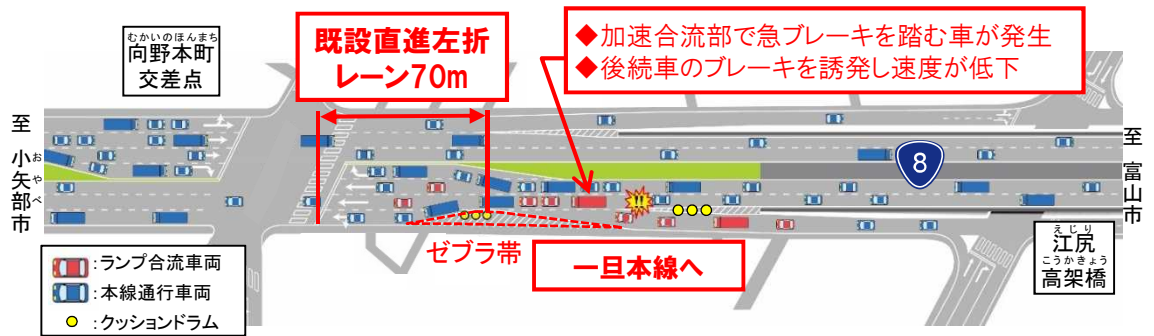 むかいのほんまち
向野本町
交差点
既設直進左折
レーン70m
◆加速合流部で急ブレーキを踏む車が発生
◆後続車のブレーキを誘発し速度が低下
至 小矢部市
おやべ
至 富山市
8
!!
ゼブラ帯
一旦本線へ
えじり
江尻
こうかきょう
高架橋
:ランプ合流車両
:本線通行車両
:クッションドラム